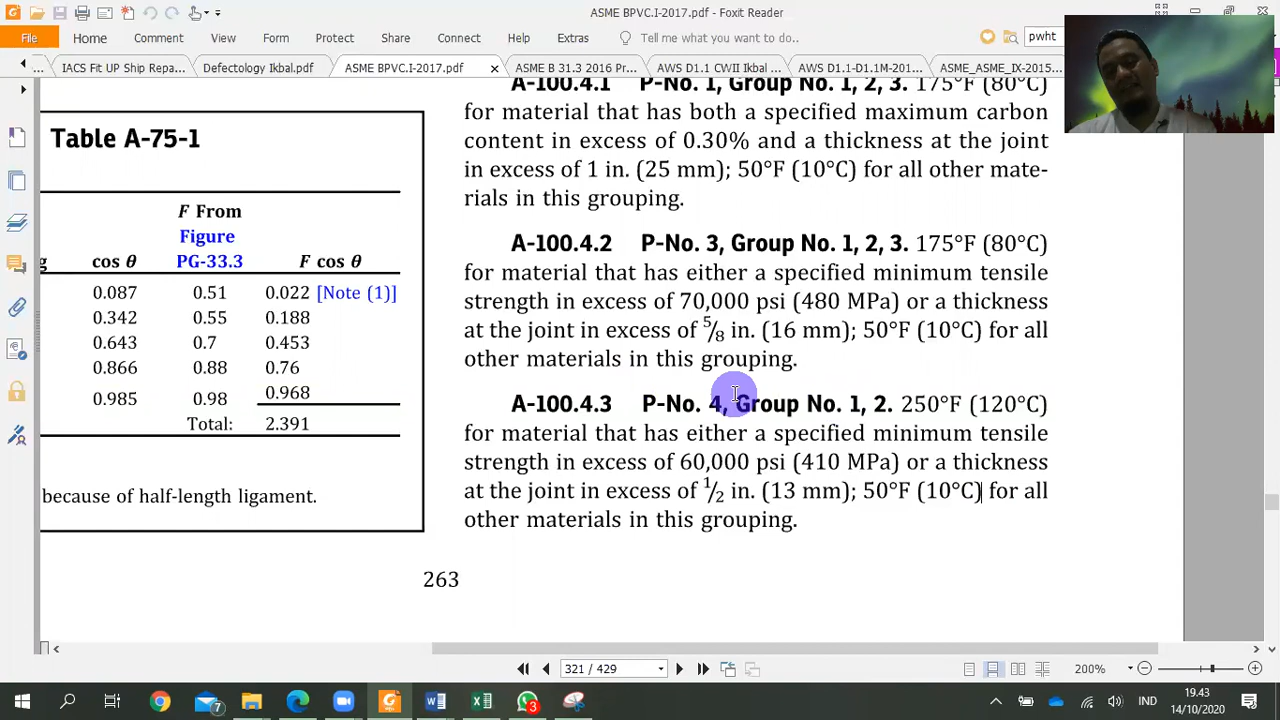 ASME BPVC.I-2017.pdf - Foxit Reader
File Home Comment View Form Protect Share Connect Help Extras Tell me what you want to do... pwht
IACS Fit UP Ship Repa... Defectology Ikbal.pdf ASME BPVC.I-2017.pdf ASME B 31.3 2016 Pr... AWS D1.1 CWII Ikbal ... AWS D1.1-D1.1M-201... ASME_ASME_IX-2015...
Table A-75-1
F From
Figure
cos θ PG-33.3 F cos θ
0.087 0.51 0.022 [Note (1)]
0.342 0.55 0.188
0.643 0.7 0.453
0.866 0.88 0.76
0.985 0.98 0.968
Total: 2.391
because of half-length ligament.
A-100.4.1 P-No. 1, Group No. 1, 2, 3. 175°F (80°C)
for material that has both a specified maximum carbon
content in excess of 0.30% and a thickness at the joint
in excess of 1 in. (25 mm); 50°F (10°C) for all other mate-
rials in this grouping.
A-100.4.2 P-No. 3, Group No. 1, 2, 3. 175°F (80°C)
for material that has either a specified minimum tensile
strength in excess of 70,000 psi (480 MPa) or a thickness
at the joint in excess of 5/8 in. (16 mm); 50°F (10°C) for all
other materials in this grouping.
A-100.4.3 P-No. 4, Group No. 1, 2. 250°F (120°C)
for material that has either a specified minimum tensile
strength in excess of 60,000 psi (410 MPa) or a thickness
at the joint in excess of 1/2 in. (13 mm); 50°F (10°C) for all
other materials in this grouping.
263
321 / 429 200%
7 3 IND 19.43
14/10/2020